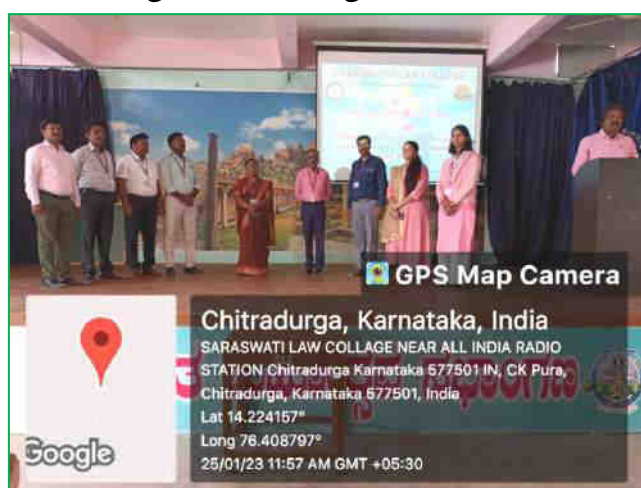 GPS Map Camera
Chitradurga, Karnataka, India
SARASWATI LAW COLLAGE NEAR ALL INDIA RADIO
STATION Chitradurga Karnataka 577501 IN, CK Pura,
Chitradurga, Karnataka 577501, India
Lat 14.224157°
Long 76.408797°
25/01/23 11:57 AM GMT +05:30
Google